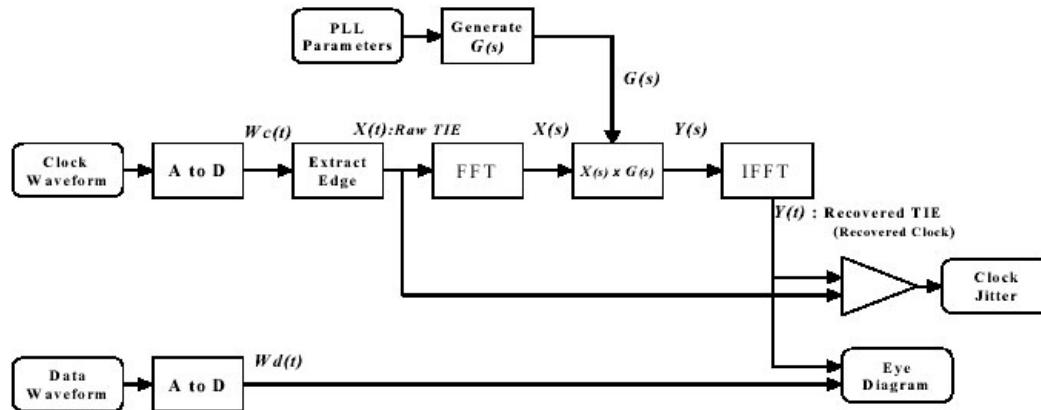 PLL
Parameters
Generate
G(s)
G(s)
Wc(t)
X(t):Raw TIE
X(s)
Y(s)
Clock
Waveform
A to D
Extract
Edge
FFT
X(s) x G(s)
IFFT
Y(t) : Recovered TIE
(Recovered Clock)
Clock
Jitter
Data
Waveform
A to D
Wd(t)
Eye
Diagram